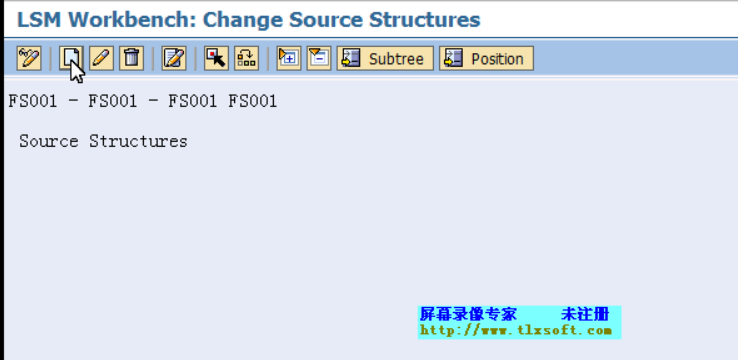 LSM Workbench: Change Source Structures
Subtree
Position
FS001 - FS001 - FS001 FS001
Source Structures
屏幕录像专家 未注册
http://www.tlxsoft.com